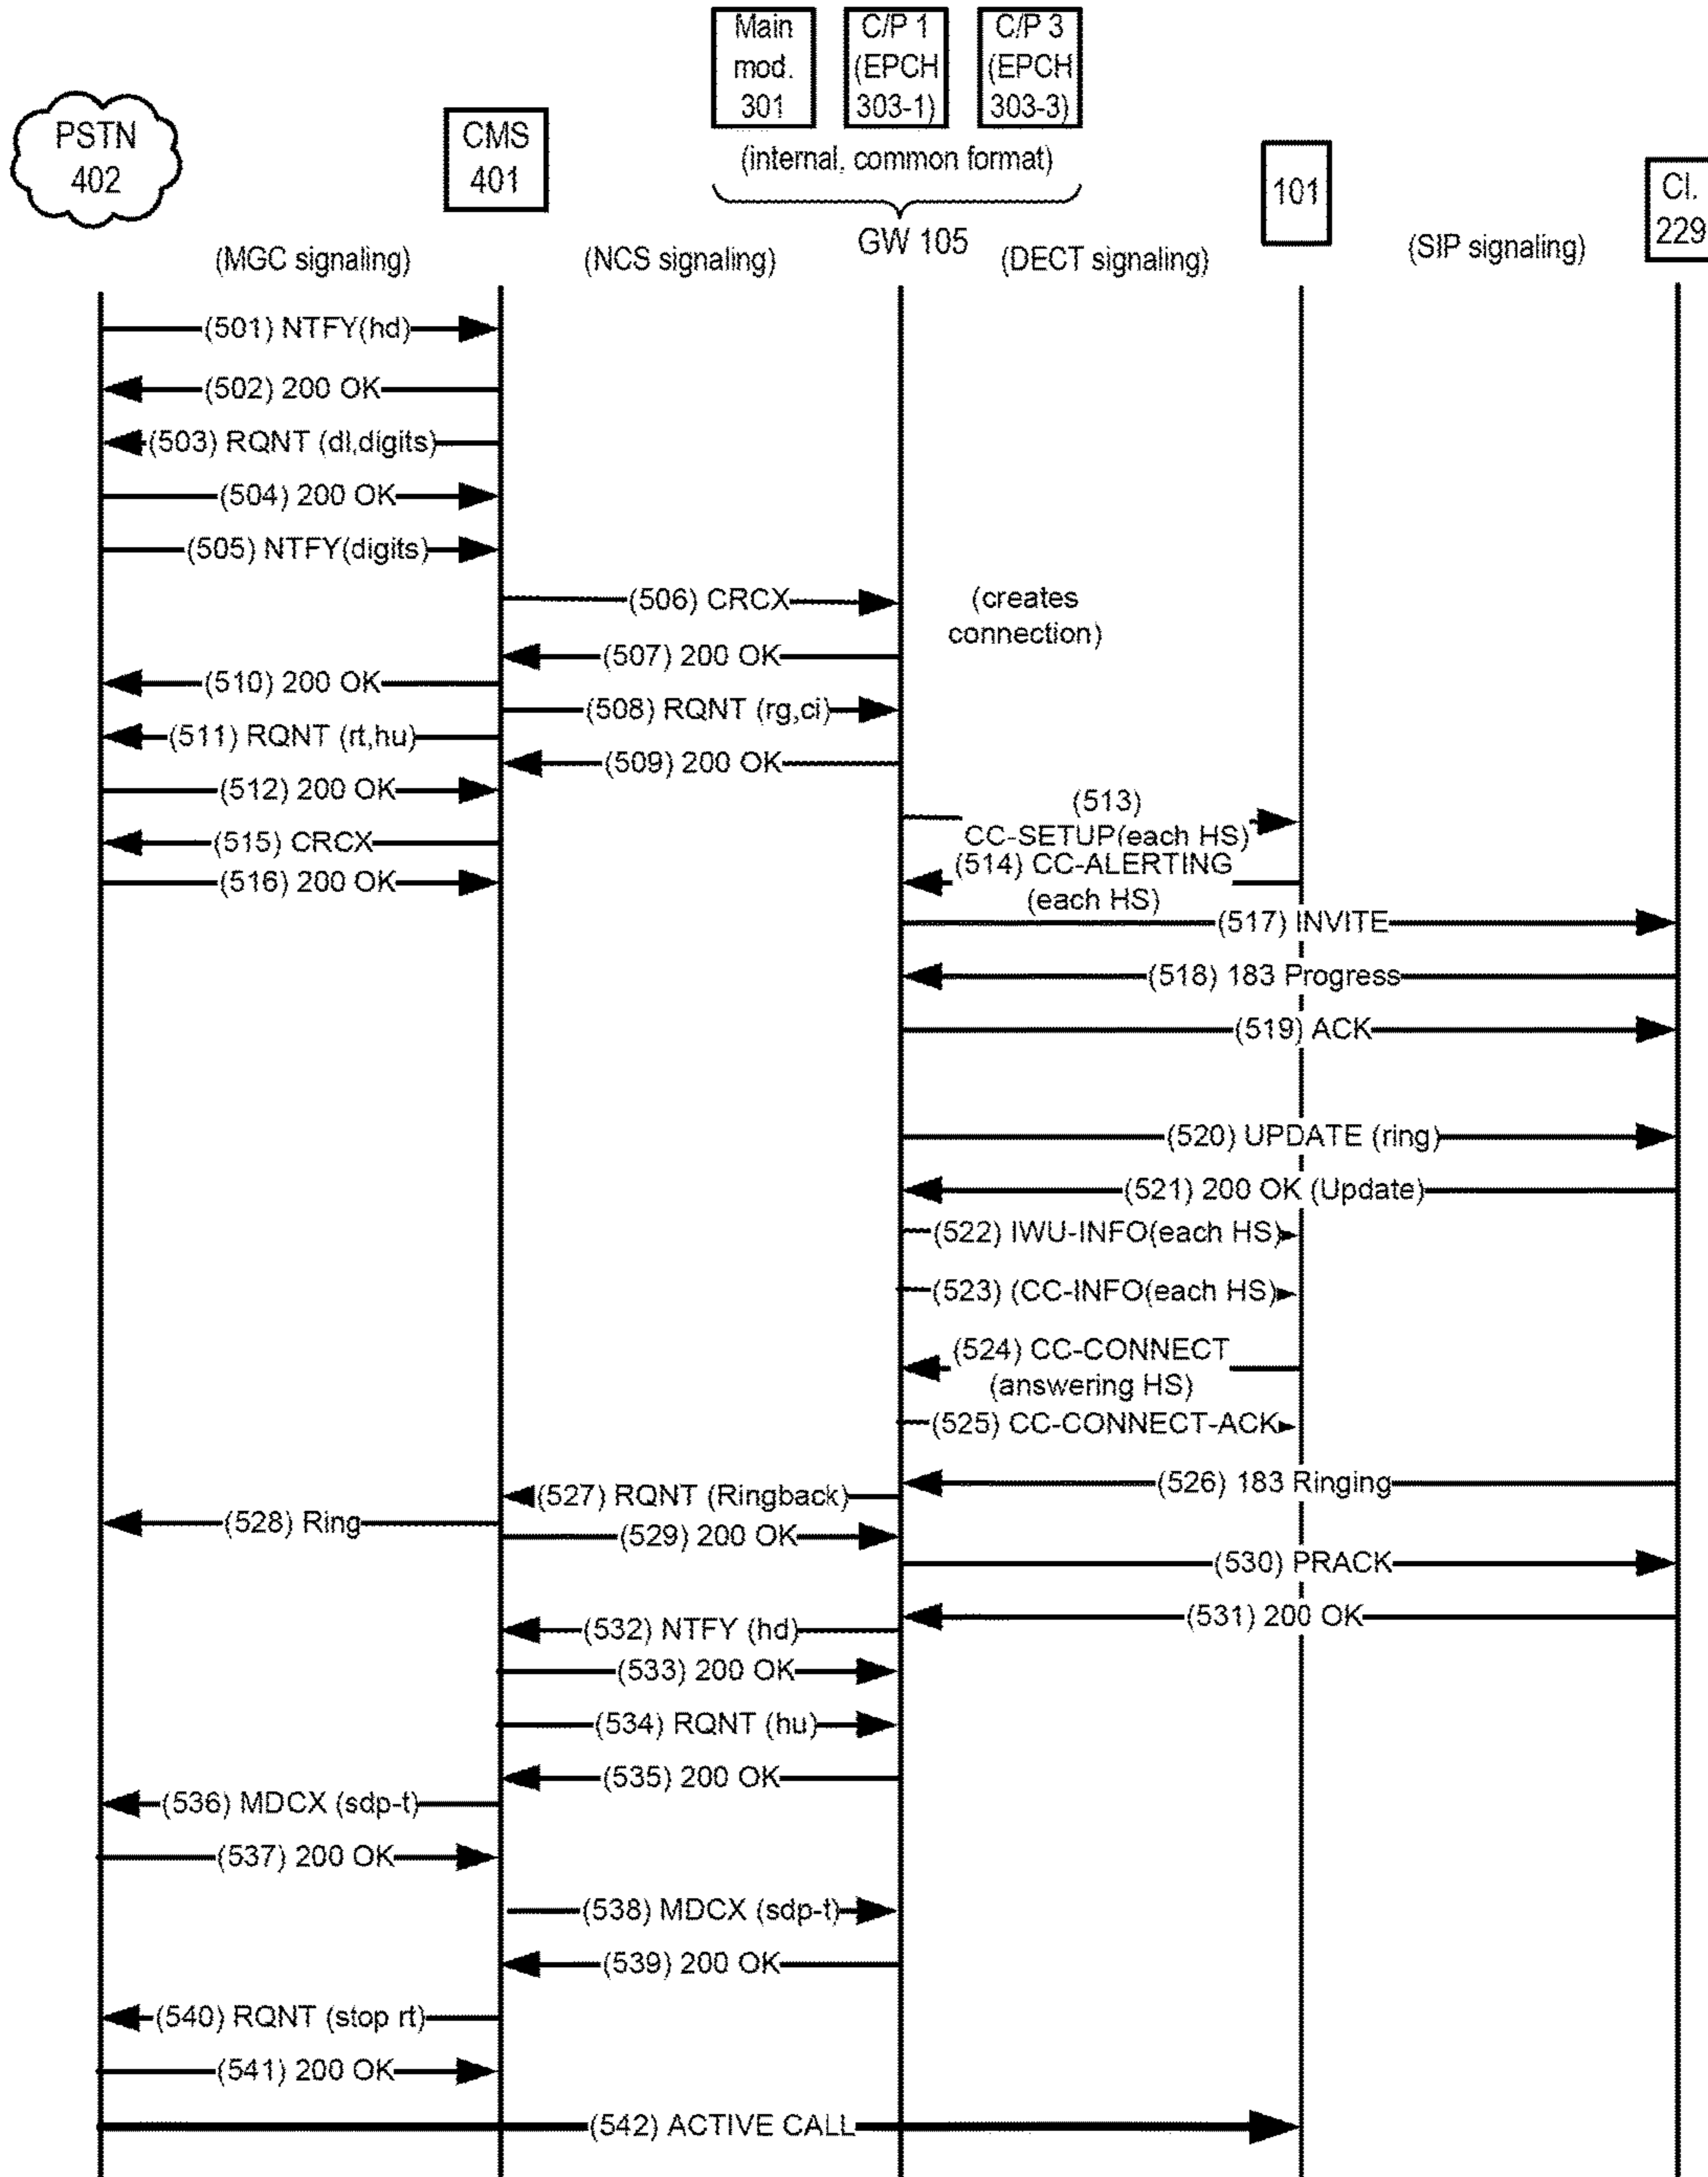 Main
mod.
301
C/P 1
(EPCH
303-1)
C/P 3
(EPCH
303-3)
PSTN
402
CMS
401
(internal, common format)
GW 105
101
Cl.
229
(MGC signaling)
(NCS signaling)
(DECT signaling)
(SIP signaling)
(501) NTFY(hd)
(502) 200 OK
(503) RQNT (dl,digits)
(504) 200 OK
(505) NTFY(digits)
(506) CRCX
(creates
connection)
(507) 200 OK
(510) 200 OK
(508) RQNT (rg,ci)
(511) RQNT (rt,hu)
(509) 200 OK
(512) 200 OK
(513)
CC-SETUP(each HS)
(515) CRCX
(514) CC-ALERTING
(each HS)
(516) 200 OK
(517) INVITE
(518) 183 Progress
(519) ACK
(520) UPDATE (ring)
(521) 200 OK (Update)
(522) IWU-INFO(each HS)
(523) (CC-INFO(each HS)
(524) CC-CONNECT
(answering HS)
(525) CC-CONNECT-ACK
(526) 183 Ringing
(527) RQNT (Ringback)
(528) Ring
(529) 200 OK
(530) PRACK
(531) 200 OK
(532) NTFY (hd)
(533) 200 OK
(534) RQNT (hu)
(535) 200 OK
(536) MDCX (sdp-t)
(537) 200 OK
(538) MDCX (sdp-t)
(539) 200 OK
(540) RQNT (stop rt)
(541) 200 OK
(542) ACTIVE CALL